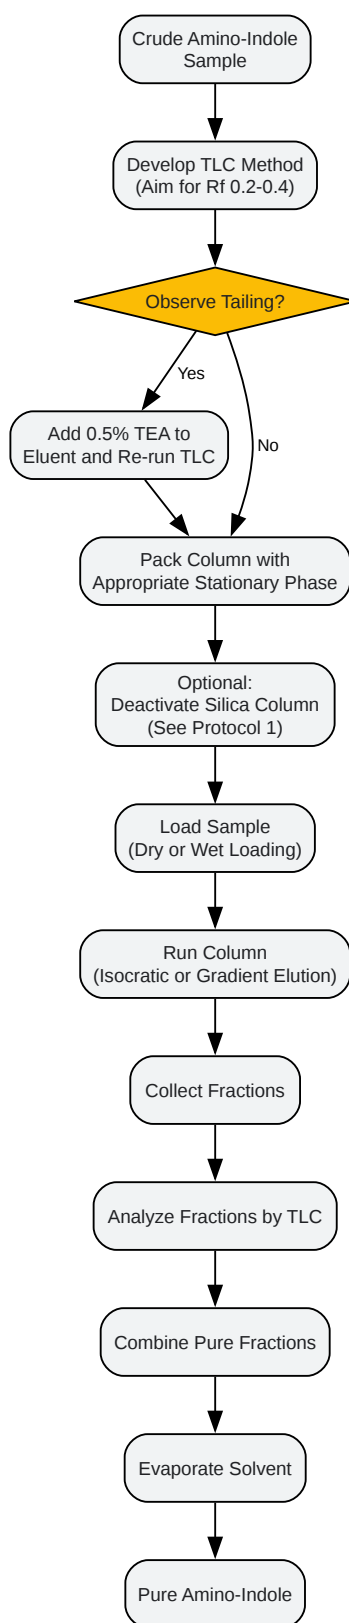 Crude Amino-Indole
Sample
Develop TLC Method
(Aim for Rf 0.2-0.4)
Observe Tailing?
Yes
Add 0.5% TEA to
Eluent and Re-run TLC
No
Pack Column with
Appropriate Stationary Phase
Optional:
Deactivate Silica Column
(See Protocol 1)
Load Sample
(Dry or Wet Loading)
Run Column
(Isocratic or Gradient Elution)
Collect Fractions
Analyze Fractions by TLC
Combine Pure Fractions
Evaporate Solvent
Pure Amino-Indole